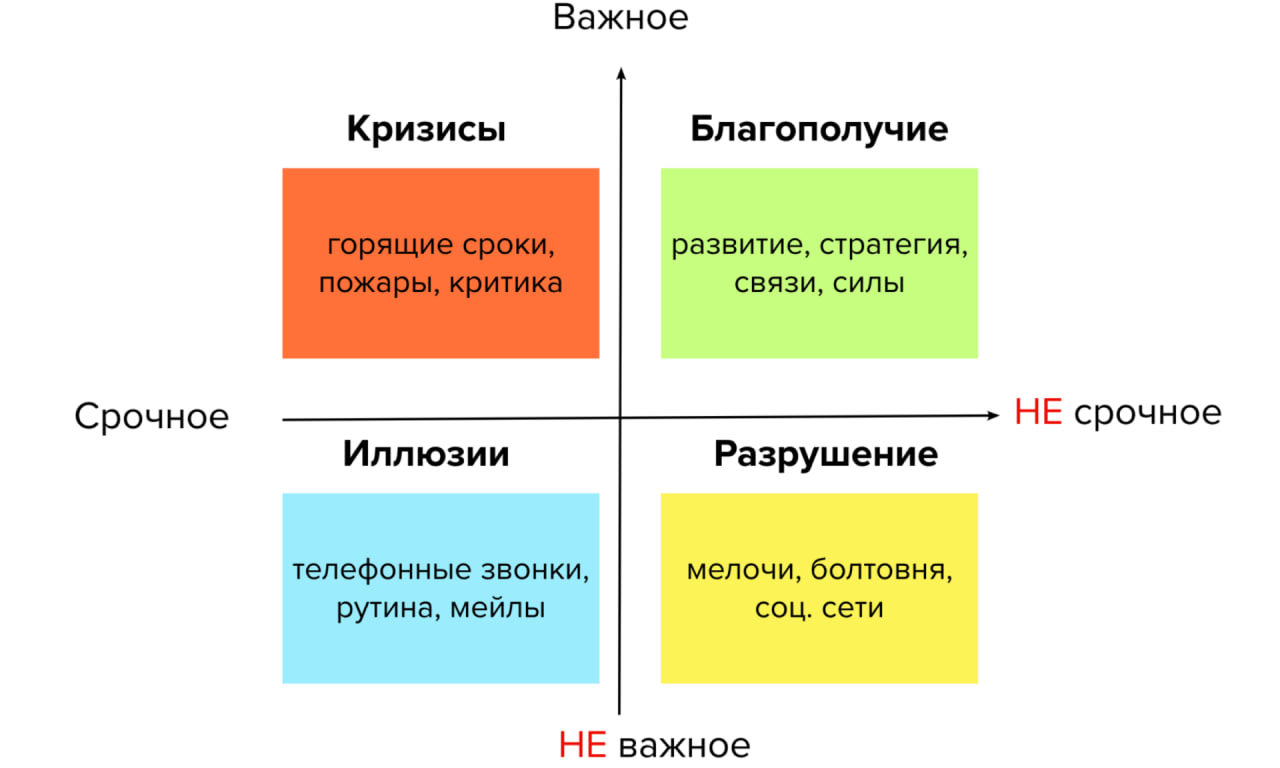 Важное
Кризисы
Благополучие
горящие сроки,
пожары, критика
развитие, стратегия,
связи, силы
Срочное
НЕ срочное
Иллюзии
Разрушение
телефонные звонки,
рутина, мейлы
мелочи, болтовня,
соц. сети
НЕ важное